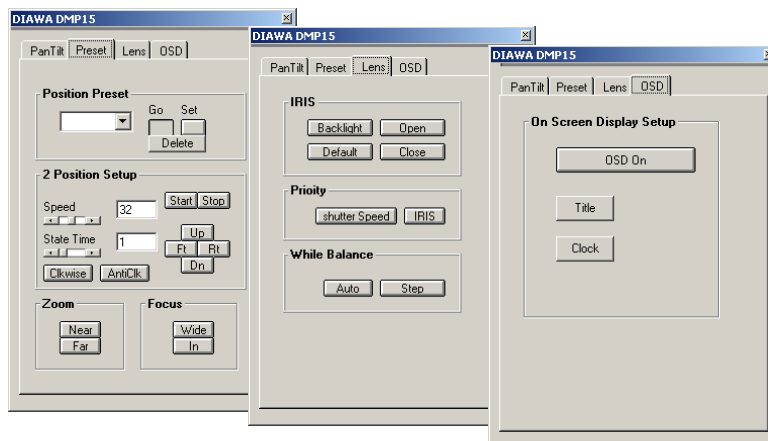 DIAWA DMP15
PanTilt Preset Lens OSD
Position Preset
Go Set
Delete
2 Position Setup
Speed 32 Start Stop
State Time 1 Up
Ft Rt
Dn
Clkwise AntiClk
Zoom Focus
Near Wide
Far In
DIAWA DMP15
PanTilt Preset Lens OSD
IRIS
Backlight Open
Default Close
Prioity
shutter Speed IRIS
While Balance
Auto Step
DIAWA DMP15
PanTilt Preset Lens OSD
On Screen Display Setup
OSD On
Title
Clock